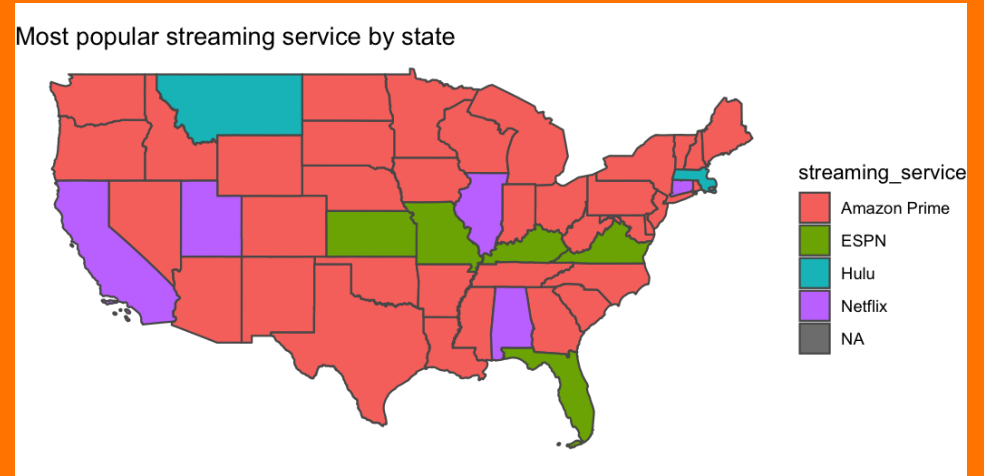 Most popular streaming service by state
streaming_service
Amazon Prime
ESPN
Hulu
Netflix
NA